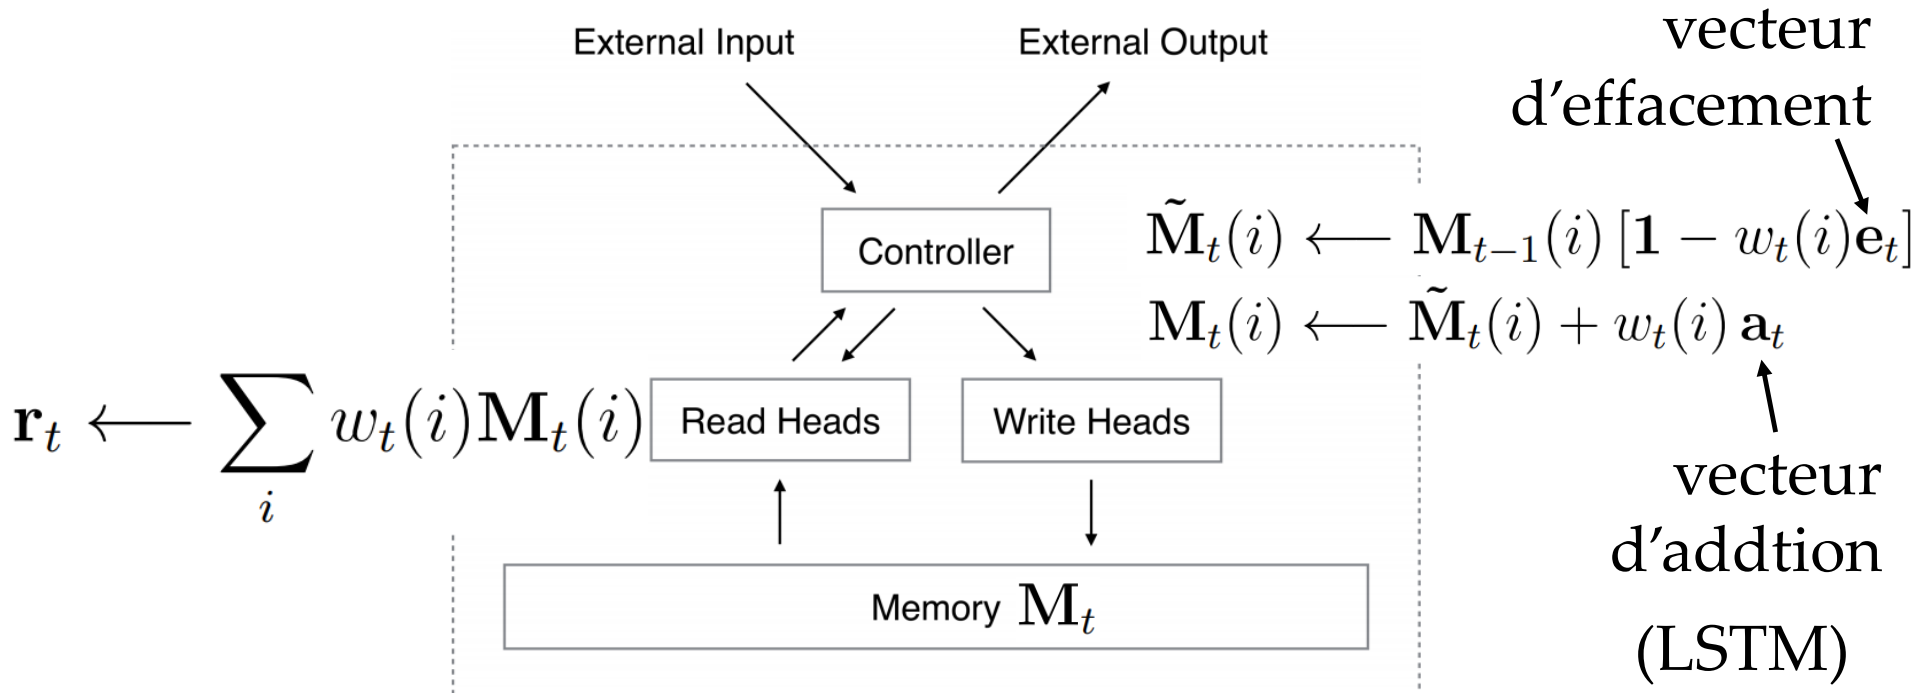 External Input
External Output
vecteur
d'effacement
Controller
M̃_t(i) ⟵ M_{t−1}(i) [1 − w_t(i)e_t]
M_t(i) ⟵ M̃_t(i) + w_t(i) a_t
r_t ⟵ ∑_i w_t(i)M_t(i)
Read Heads
Write Heads
vecteur
d'addtion
(LSTM)
Memory M_t